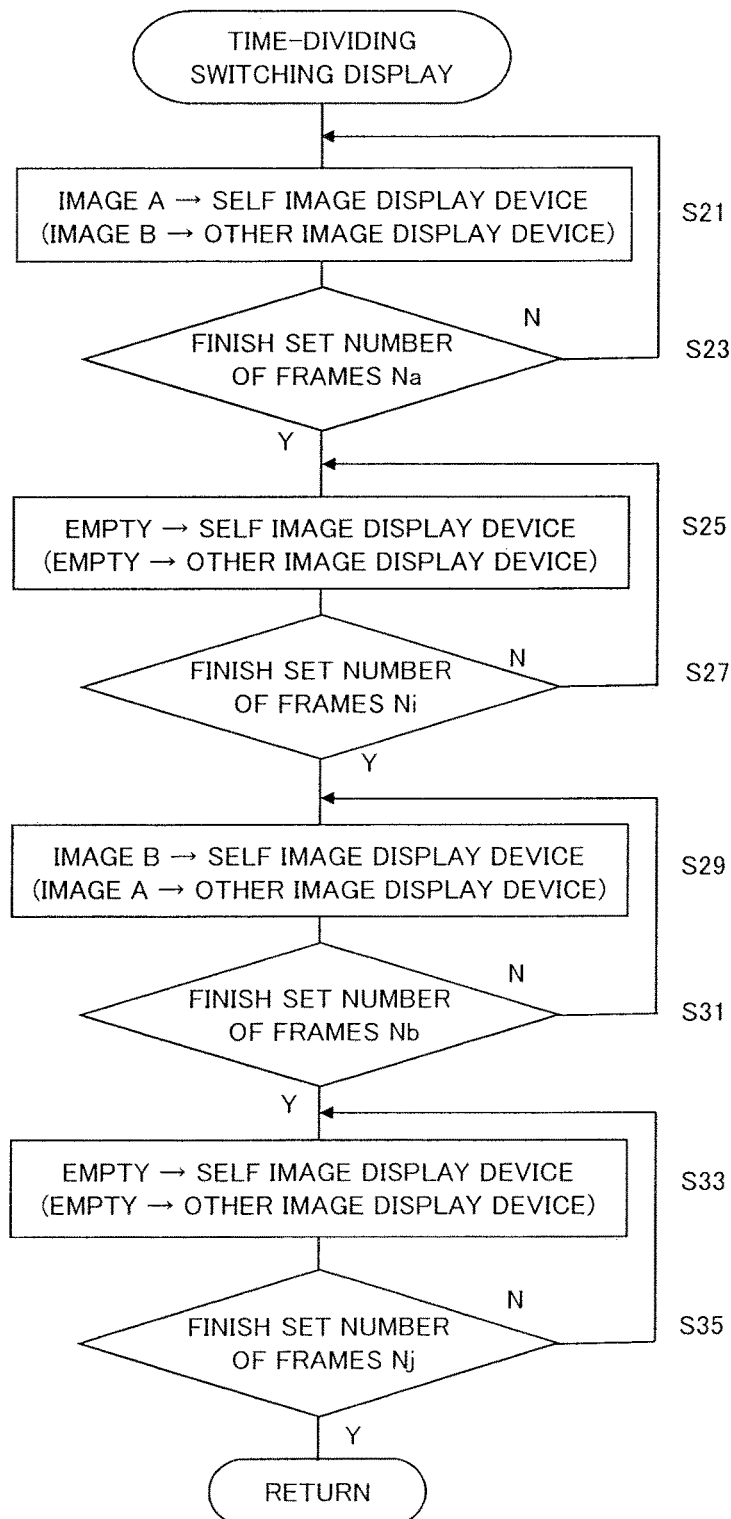 TIME-DIVIDING
SWITCHING DISPLAY
IMAGE A → SELF IMAGE DISPLAY DEVICE
(IMAGE B → OTHER IMAGE DISPLAY DEVICE)
S21
N
FINISH SET NUMBER
OF FRAMES Na
S23
Y
EMPTY → SELF IMAGE DISPLAY DEVICE
(EMPTY → OTHER IMAGE DISPLAY DEVICE)
S25
N
FINISH SET NUMBER
OF FRAMES Ni
S27
Y
IMAGE B → SELF IMAGE DISPLAY DEVICE
(IMAGE A → OTHER IMAGE DISPLAY DEVICE)
S29
N
FINISH SET NUMBER
OF FRAMES Nb
S31
Y
EMPTY → SELF IMAGE DISPLAY DEVICE
(EMPTY → OTHER IMAGE DISPLAY DEVICE)
S33
N
FINISH SET NUMBER
OF FRAMES Nj
S35
Y
RETURN